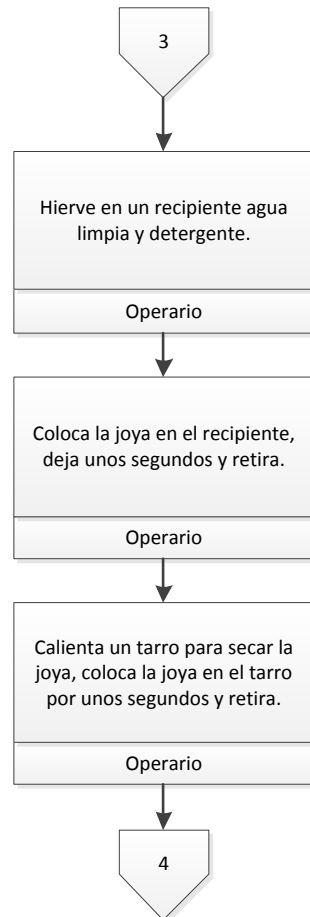 3
Hierve en un recipiente agua
limpia y detergente.
Operario
Coloca la joya en el recipiente,
deja unos segundos y retira.
Operario
Calienta un tarro para secar la
joya, coloca la joya en el tarro
por unos segundos y retira.
Operario
4